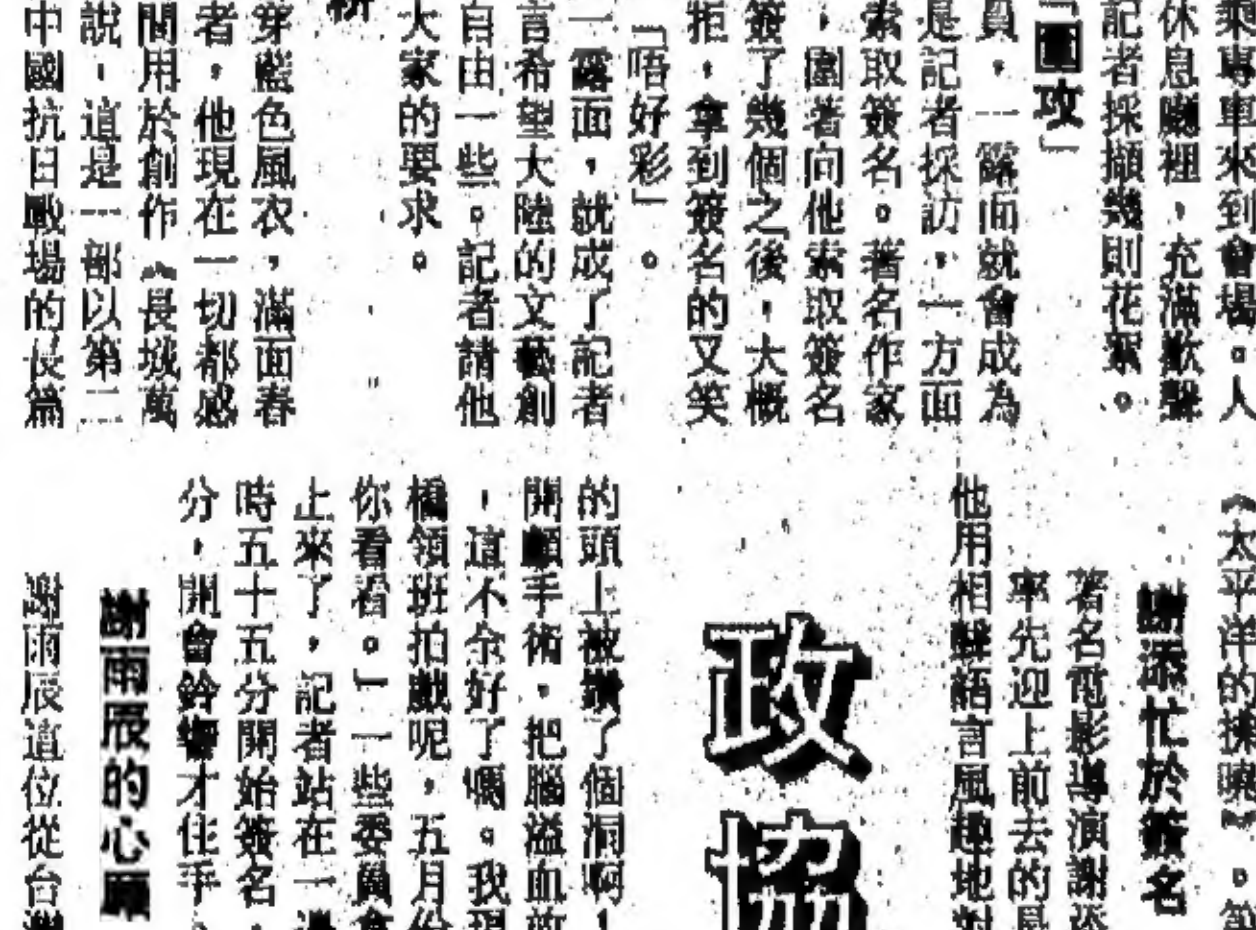 乘專車來到會場。人
休息廳裡，充滿歡聲
記者採擷幾則花絮。
「圍攻」
員，一露面就會成為
是記者採訪，一方面
索取簽名。著名作家
，圍著向他索取簽名
簽了幾個之後，大概
拒，拿到簽名的又笑
「唔好彩」。
一露面，就成了記者
言希望大陸的文藝創
自由一些。記者請他
大家的要求。
穿藍色風衣，滿面春
者，他現在一切都感
間用於創作《長城萬
說，這是一部以第二
中國抗日戰場的長篇
《太平洋的拂曉》。
謝添忙於簽名
著名電影導演謝添
率先迎上前去的是
他用相聲語言風趣地對
政協
的頭上被鑽了個洞啊！
開顱手術，把腦溢血
，這不全好了嗎。我現
橋領班拍戲呢，五月份
你看看。」一些委員
上來了，記者站在一邊
時五十五分開始簽名，
分，開會鈴響才住手。
謝雨辰的心願
謝雨辰這位從台灣